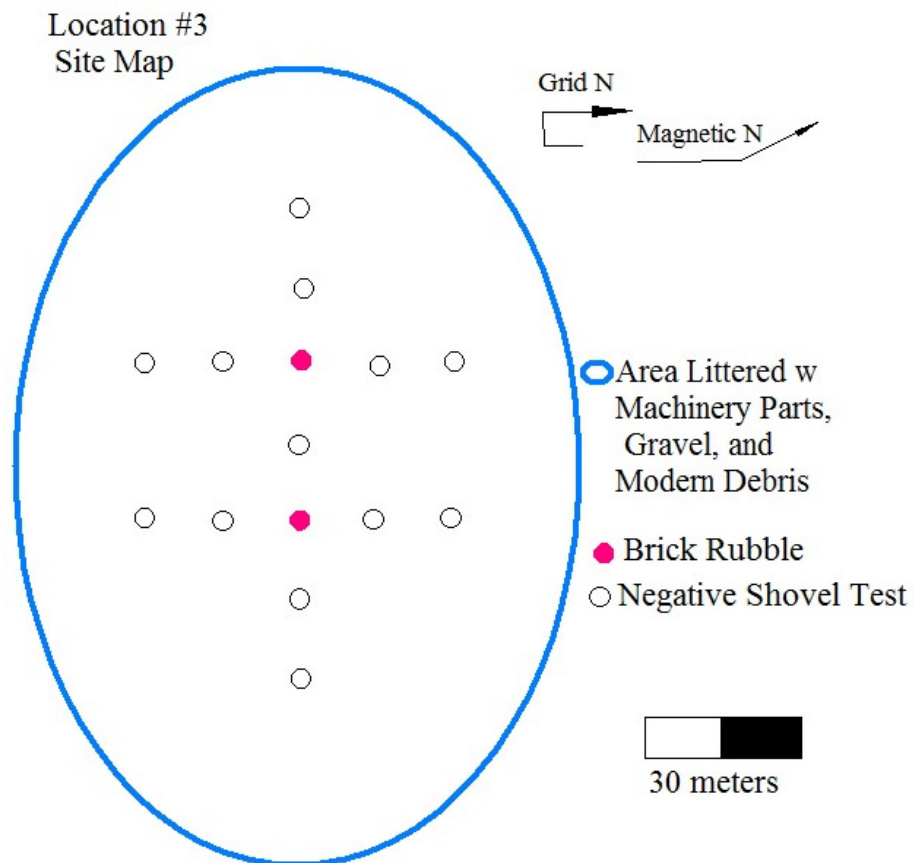 Location #3
Site Map
Grid N
Magnetic N
Area Littered w
Machinery Parts,
Gravel, and
Modern Debris
Brick Rubble
Negative Shovel Test
30 meters